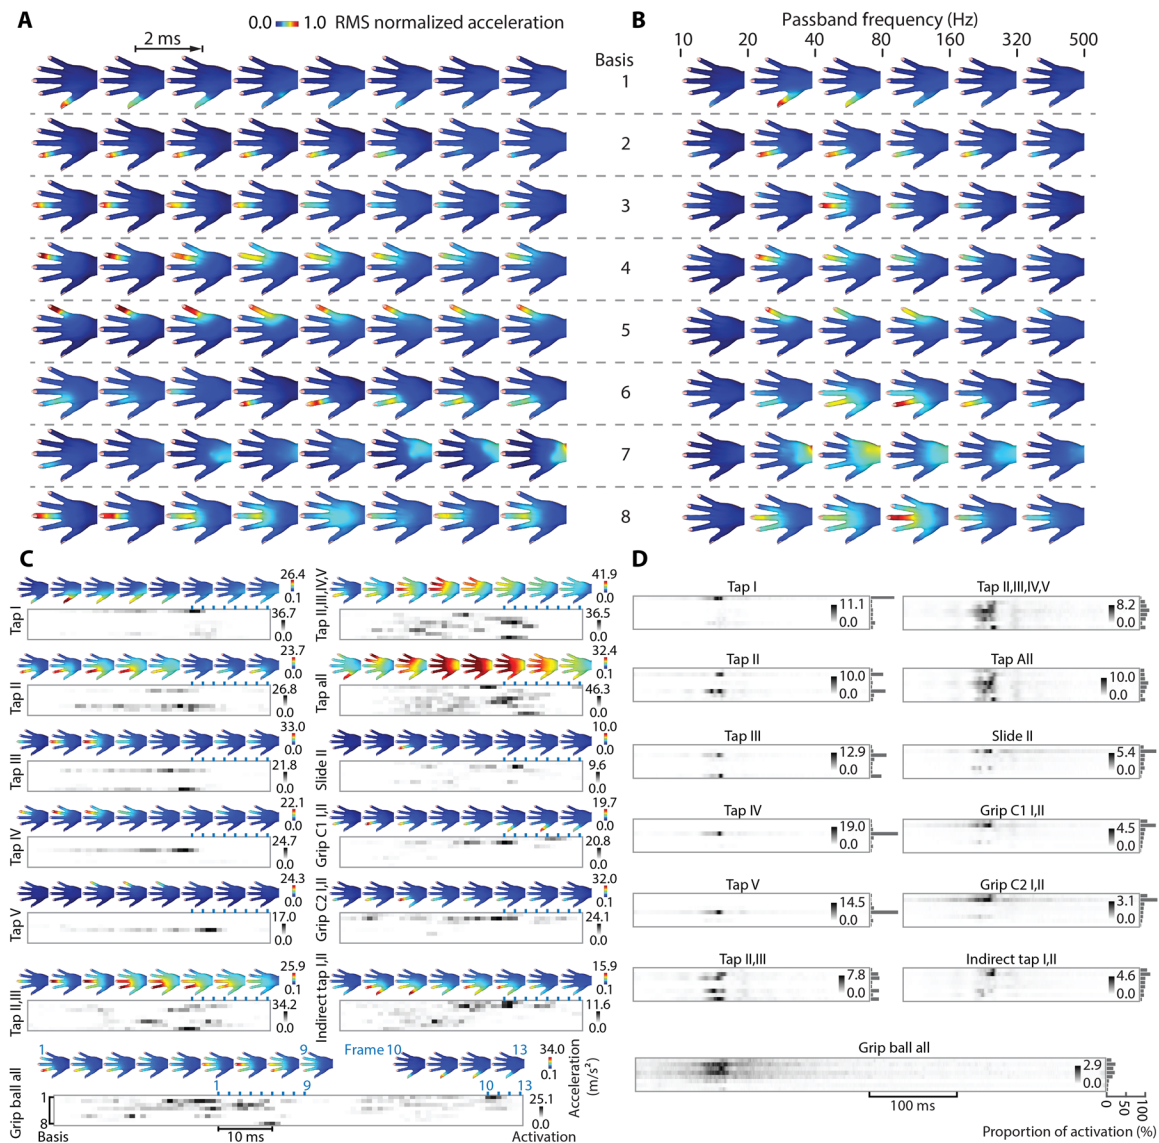 A
0.0 1.0 RMS normalized acceleration
2 ms
B
Passband frequency (Hz)
10 20 40 80 160 320 500
Basis
1
2
3
4
5
6
7
8
C
Tap I
26.4
0.1
36.7
0.0
Tap II
23.7
0.0
26.8
0.0
Tap III
33.0
0.0
21.8
0.0
Tap IV
22.1
0.0
24.7
0.0
Tap V
24.3
0.0
17.0
0.0
Tap II,III
25.9
0.1
34.2
0.0
Tap II,III,IV,V
41.9
0.1
36.5
0.0
Tap all
32.4
0.1
46.3
0.0
Slide II
10.0
0.0
9.6
0.0
Grip C1 I,II
19.7
0.1
20.8
0.0
Grip C2 I,II
32.0
0.1
24.1
0.0
Indirect tap I,II
15.9
0.1
11.6
0.0
Grip ball all
1 9 Frame 10 13
34.0
0.1
Acceleration
(m/s²)
1 9 10 13
1
8
25.1
0.0
Basis
10 ms
Activation
D
Tap I
11.1
0.0
Tap II
10.0
0.0
Tap III
12.9
0.0
Tap IV
19.0
0.0
Tap V
14.5
0.0
Tap II,III
7.8
0.0
Tap II,III,IV,V
8.2
0.0
Tap All
10.0
0.0
Slide II
5.4
0.0
Grip C1 I,II
4.5
0.0
Grip C2 I,II
3.1
0.0
Indirect tap I,II
4.6
0.0
Grip ball all
2.9
0.0
100 ms
0 50 100
Proportion of activation (%)